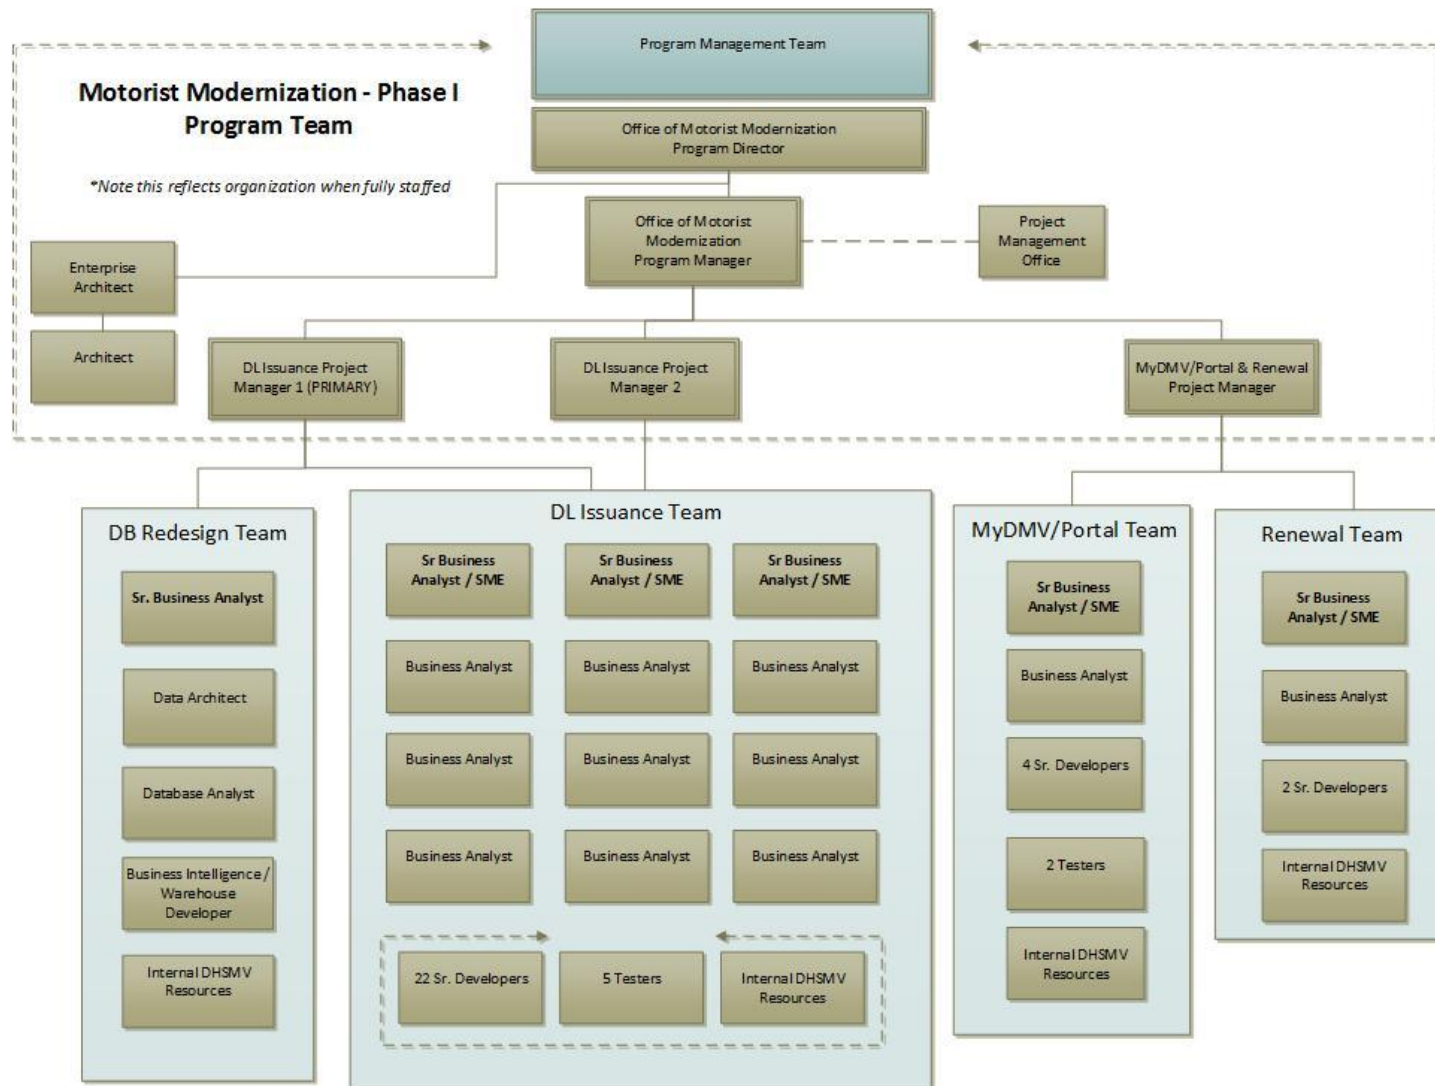 Program Management Team
Motorist Modernization - Phase I
Program Team
*Note this reflects organization when fully staffed
Office of Motorist Modernization
Program Director
Office of Motorist
Modernization
Program Manager
Project
Management
Office
Enterprise
Architect
Architect
DL Issuance Project
Manager 1 (PRIMARY)
DL Issuance Project
Manager 2
MyDMV/Portal & Renewal
Project Manager
DB Redesign Team
Sr. Business Analyst
Data Architect
Database Analyst
Business Intelligence /
Warehouse
Developer
Internal DHSMV
Resources
DL Issuance Team
Sr Business
Analyst / SME
Sr Business
Analyst / SME
Sr Business
Analyst / SME
Business Analyst
Business Analyst
Business Analyst
Business Analyst
Business Analyst
Business Analyst
Business Analyst
Business Analyst
Business Analyst
22 Sr. Developers
5 Testers
Internal DHSMV
Resources
MyDMV/Portal Team
Sr Business
Analyst / SME
Business Analyst
4 Sr. Developers
2 Testers
Internal DHSMV
Resources
Renewal Team
Sr Business
Analyst / SME
Business Analyst
2 Sr. Developers
Internal DHSMV
Resources